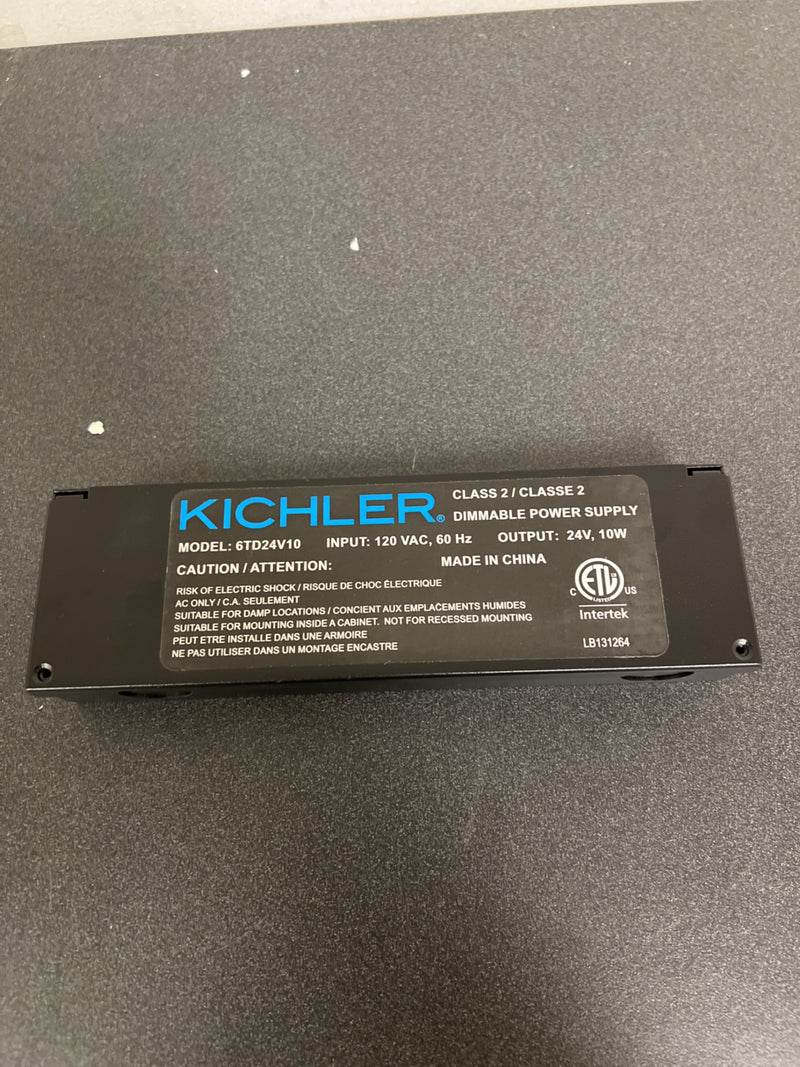 KICHLER®
CLASS 2 / CLASSE 2
DIMMABLE POWER SUPPLY
MODEL: 6TD24V10 INPUT: 120 VAC, 60 Hz OUTPUT: 24V, 10W
CAUTION / ATTENTION: MADE IN CHINA
RISK OF ELECTRIC SHOCK / RISQUE DE CHOC ÉLECTRIQUE
AC ONLY / C.A. SEULEMENT
SUITABLE FOR DAMP LOCATIONS / CONCIENT AUX EMPLACEMENTS HUMIDES
SUITABLE FOR MOUNTING INSIDE A CABINET. NOT FOR RECESSED MOUNTING
PEUT ETRE INSTALLE DANS UNE ARMOIRE
NE PAS UTILISER DANS UN MONTAGE ENCASTRE
ETL
C US
LISTED
Intertek
LB131264